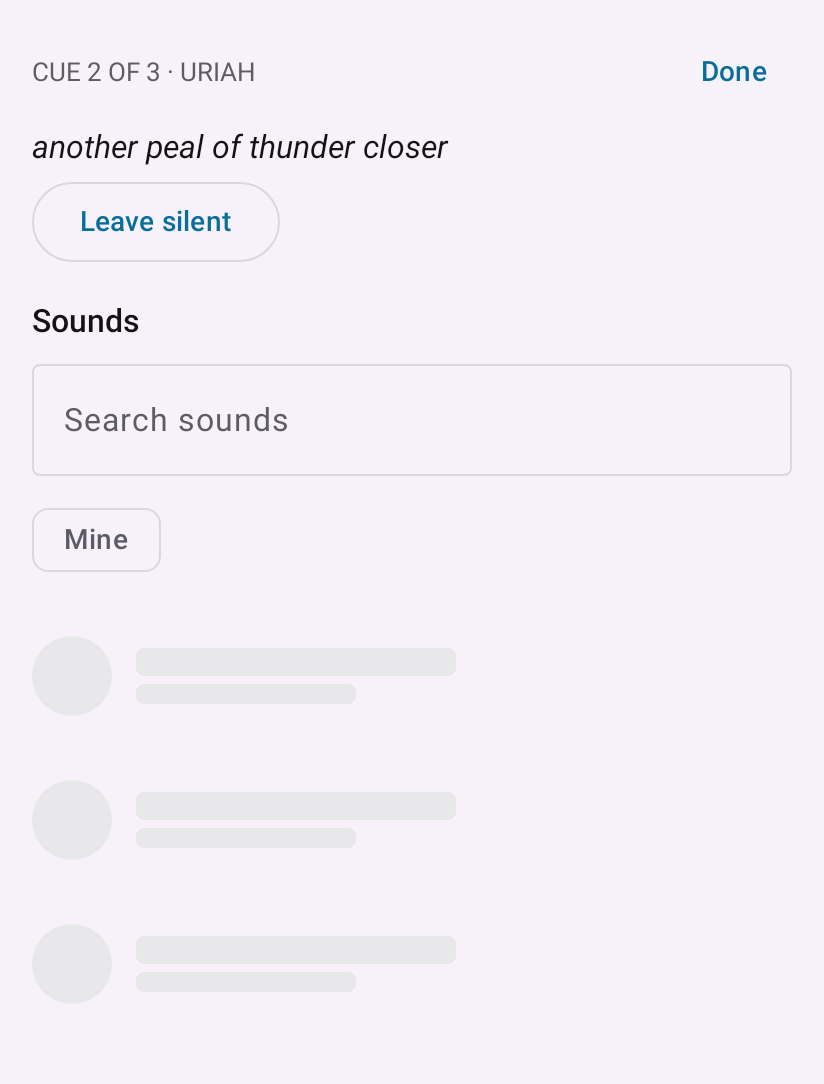 CUE 2 OF 3 · URIAH
Done
another peal of thunder closer
Leave silent
Sounds
Search sounds
Mine